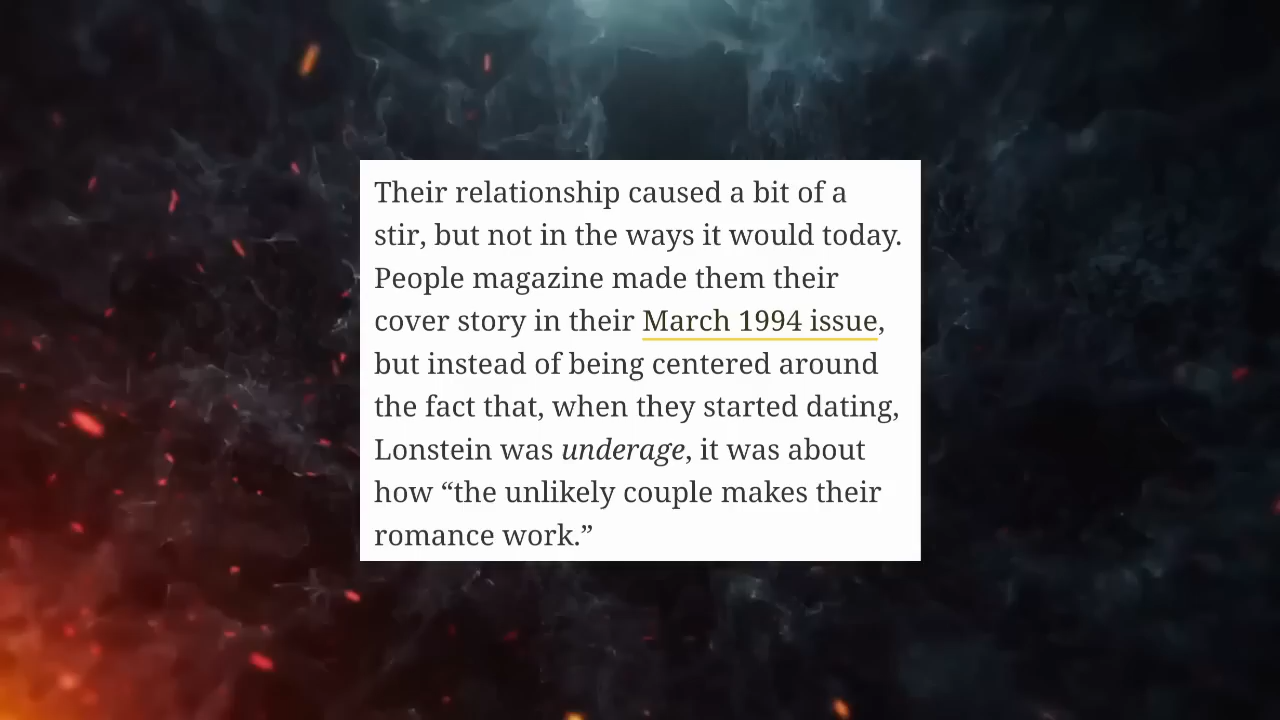 Their relationship caused a bit of a
stir, but not in the ways it would today.
People magazine made them their
cover story in their March 1994 issue,
but instead of being centered around
the fact that, when they started dating,
Lonstein was underage, it was about
how “the unlikely couple makes their
romance work.”